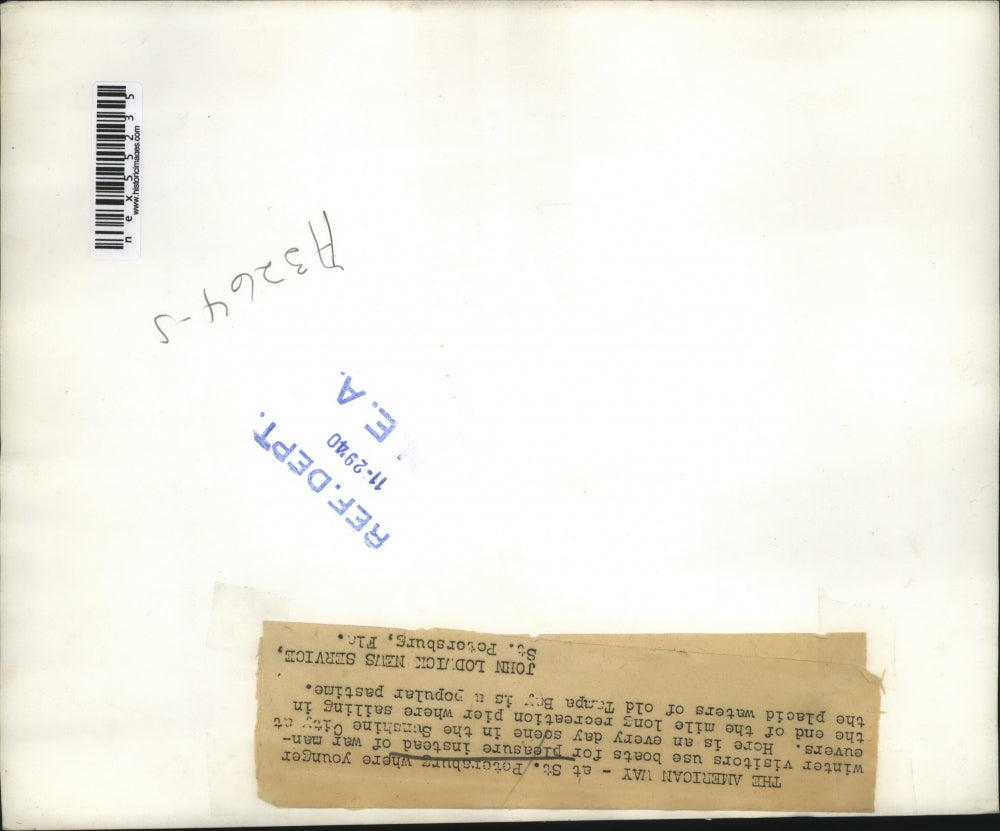 nex55235
www.historicimages.com
A3264-5
REF. DEPT.
11-29-40
N.E.A.
THE AMERICAN WAY - at St. Petersburg where younger
winter visitors use boats for pleasure instead of war man-
euvers. Here is an every day scene in the Sunshine City at
the end of the mile long recreation pier where sailing in
the placid waters of old Tampa Bay is a popular pastime.
JOHN LODWICK NEWS SERVICE,
St. Petersburg, Fla.